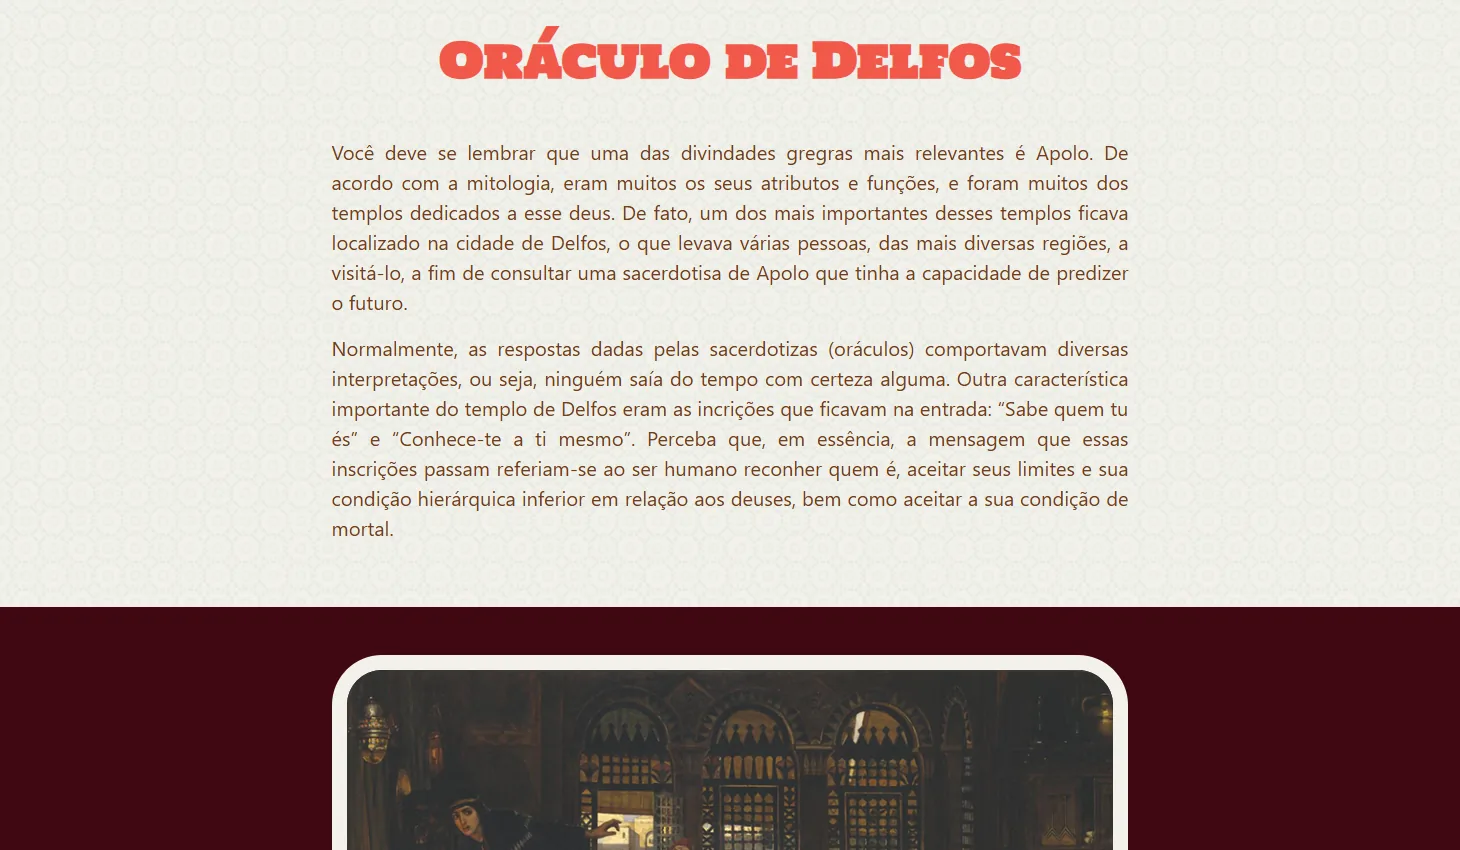 Oráculo de Delfos
Você deve se lembrar que uma das divindades gregras mais relevantes é Apolo. De
acordo com a mitologia, eram muitos os seus atributos e funções, e foram muitos dos
templos dedicados a esse deus. De fato, um dos mais importantes desses templos ficava
localizado na cidade de Delfos, o que levava várias pessoas, das mais diversas regiões, a
visitá-lo, a fim de consultar uma sacerdotisa de Apolo que tinha a capacidade de predizer
o futuro.
Normalmente, as respostas dadas pelas sacerdotizas (oráculos) comportavam diversas
interpretações, ou seja, ninguém saía do tempo com certeza alguma. Outra característica
importante do templo de Delfos eram as incrições que ficavam na entrada: “Sabe quem tu
és” e “Conhece-te a ti mesmo”. Perceba que, em essência, a mensagem que essas
inscrições passam referiam-se ao ser humano reconher quem é, aceitar seus limites e sua
condição hierárquica inferior em relação aos deuses, bem como aceitar a sua condição de
mortal.